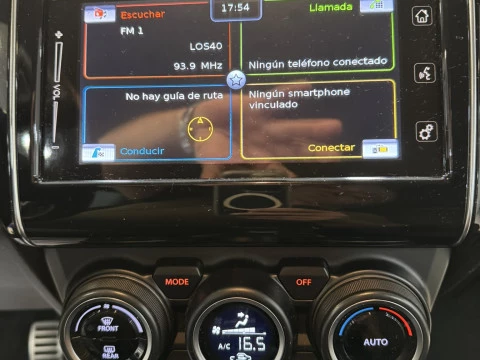 17:54
Escuchar
FM 1
LOS40
93.9 MHz
Llamada
Ningún teléfono conectado
No hay guía de ruta
Conducir
Ningún smartphone
vinculado
Conectar
+
VOL
−
MODE
OFF
FRONT
REAR
A/C 16.5
AUTO